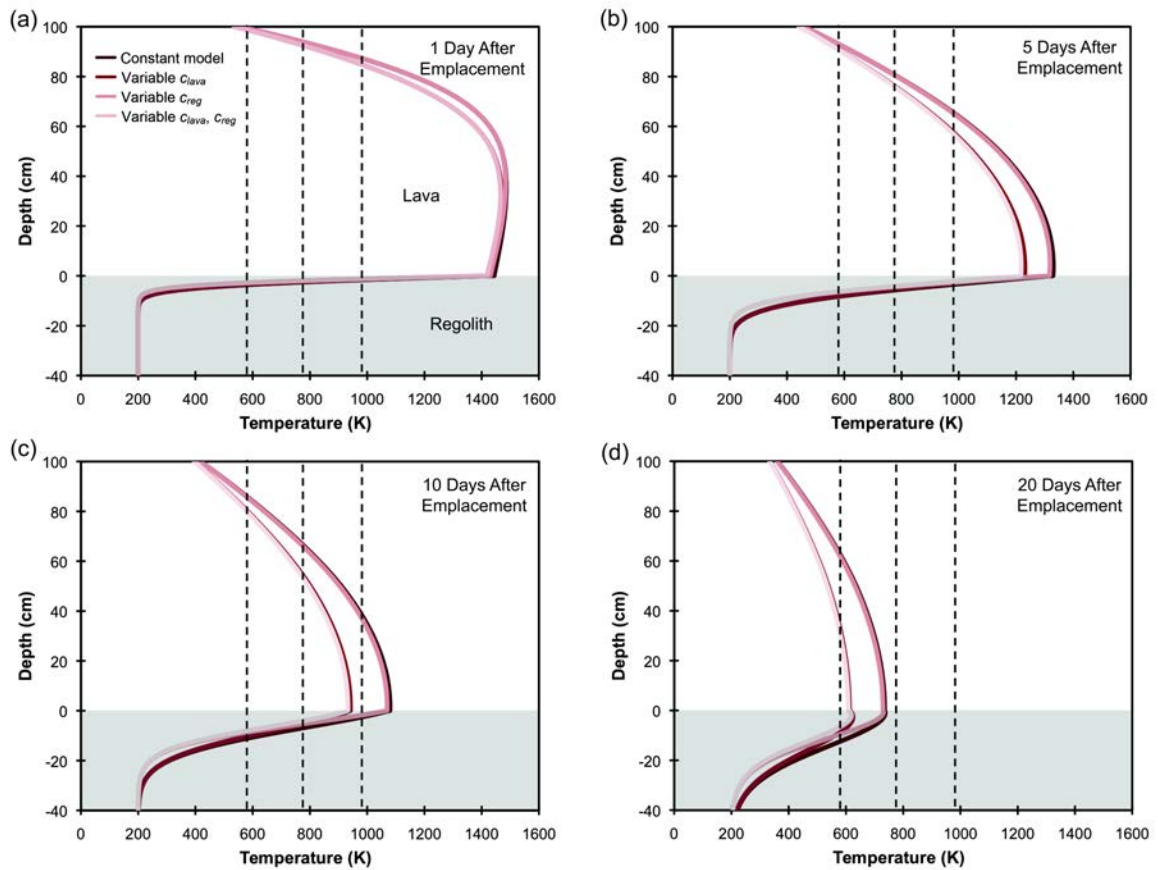 (a)
1 Day After
Emplacement
Constant model
Variable c_lava
Variable c_reg
Variable c_lava, c_reg
Lava
Regolith
Depth (cm)
100
80
60
40
20
0
-20
-40
0 200 400 600 800 1000 1200 1400 1600
Temperature (K)
(b)
5 Days After
Emplacement
Depth (cm)
100
80
60
40
20
0
-20
-40
0 200 400 600 800 1000 1200 1400 1600
Temperature (K)
(c)
10 Days After
Emplacement
Depth (cm)
100
80
60
40
20
0
-20
-40
0 200 400 600 800 1000 1200 1400 1600
Temperature (K)
(d)
20 Days After
Emplacement
Depth (cm)
100
80
60
40
20
0
-20
-40
0 200 400 600 800 1000 1200 1400 1600
Temperature (K)